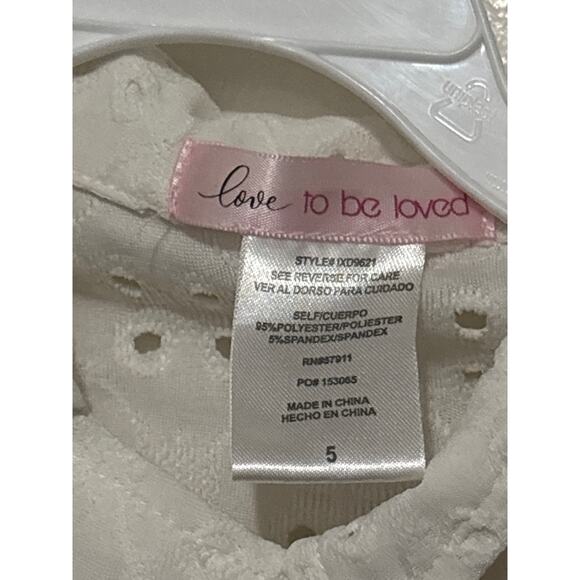 love to be loved
STYLE# IXD9621
SEE REVERSE FOR CARE
VER AL DORSO PARA CUIDADO
SELF/CUERPO
95%POLYESTER/POLIESTER
5%SPANDEX/SPANDEX
RN#57911
PO# 153065
MADE IN CHINA
HECHO EN CHINA
5